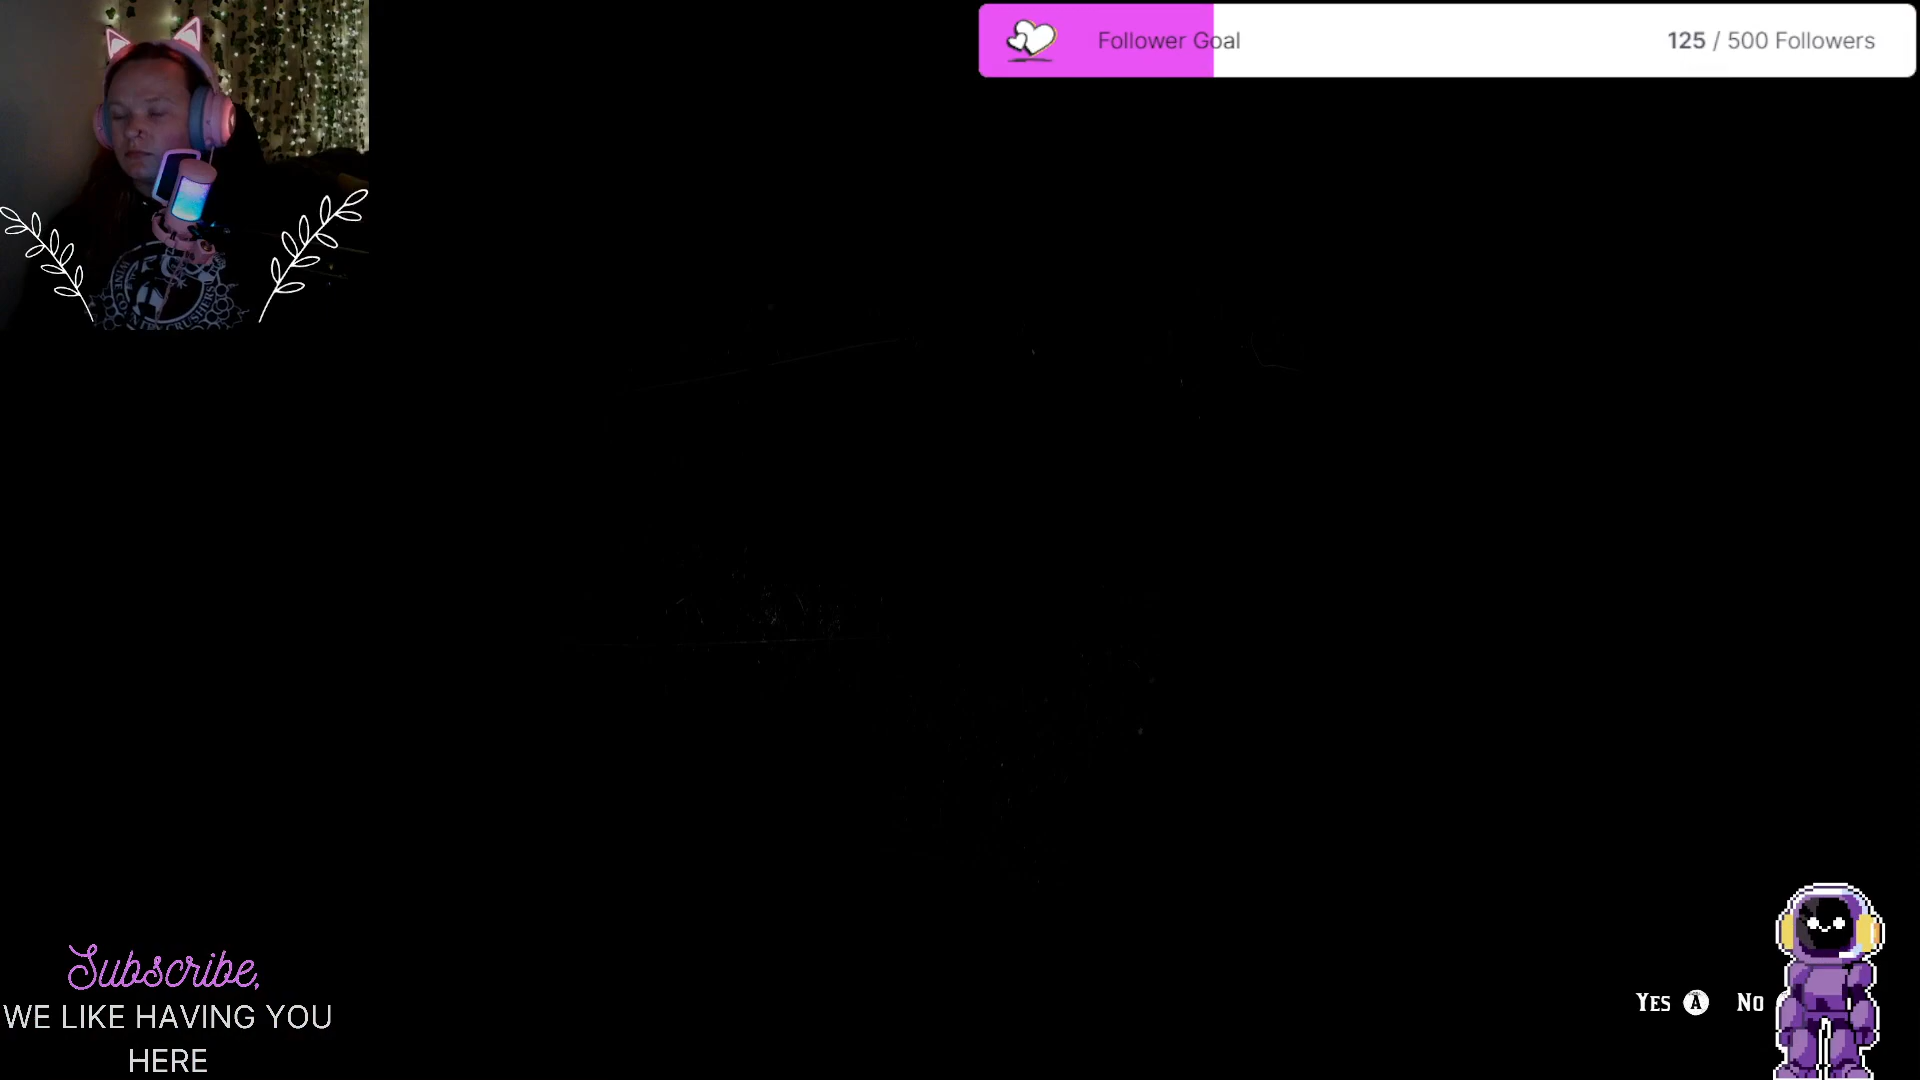 Follower Goal 125 / 500 Followers
Subscribe,
WE LIKE HAVING YOU
HERE
YES A NO